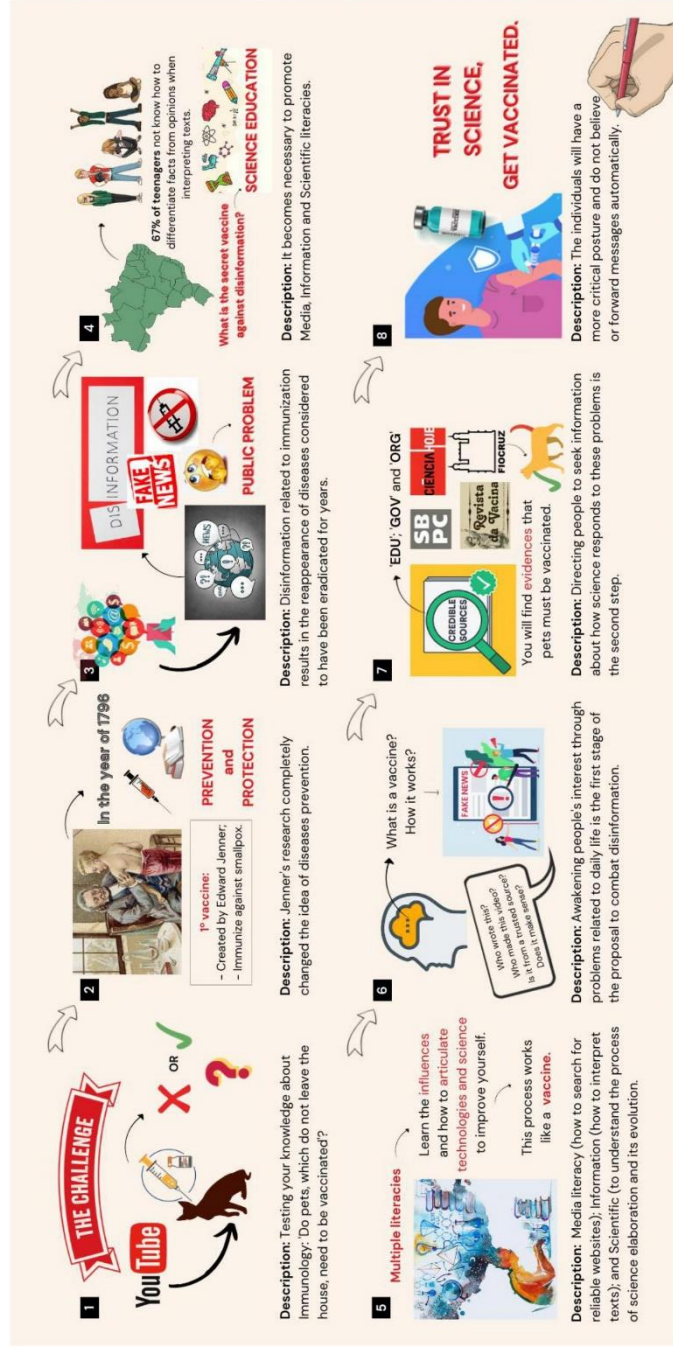 1
THE CHALLENGE
YouTube
OR
?
Description: Testing your knowledge about
Immunology: 'Do pets, which do not leave the
house, need to be vaccinated'?
2
In the year of 1796
1º vaccine:
- Created by Edward Jenner;
- Immunize against smallpox.
PREVENTION
and
PROTECTION
Description: Jenner's research completely
changed the idea of diseases prevention.
3
DISINFORMATION
FAKE
NEWS
NEWS
PUBLIC PROBLEM
Description: Disinformation related to immunization
results in the reappearance of diseases considered
to have been eradicated for years.
4
67% of teenagers not know how to
differentiate facts from opinions when
interpreting texts.
What is the secret vaccine
against disinformation?
SCIENCE EDUCATION
Description: It becomes necessary to promote
Media, Information and Scientific literacies.
5
Multiple literacies
Learn the influences
and how to articulate
technologies and science
to improve yourself.
This process works
like a vaccine.
Description: Media literacy (how to search for
reliable websites); Information (how to interpret
texts); and Scientific (to understand the process
of science elaboration and its evolution.
6
What is a vaccine?
How it works?
Who wrote this?
Who made this video?
Who trusted source?
Is it from a trusted source?
Does it make sense?
FAKE NEWS
Description: Awakening people's interest through
problems related to daily life is the first stage of
the proposal to combat disinformation.
7
'EDU'; 'GOV' and 'ORG'
CREDIBLE
SOURCES
SB
PC
CIENCIA HOJE
Revista
da Vacina
FIOCRUZ
You will find evidences that
pets must be vaccinated.
Description: Directing people to seek information
about how science responds to these problems is
the second step.
8
TRUST IN
SCIENCE,
GET VACCINATED.
Description: The individuals will have a
more critical posture and do not believe
or forward messages automatically.